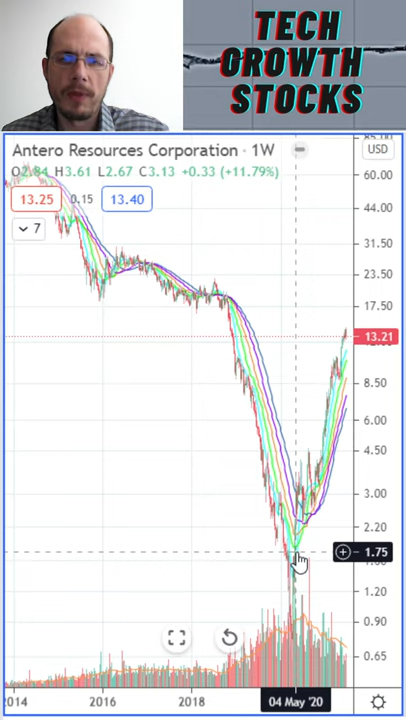 TECH
GROWTH
STOCKS
Antero Resources Corporation · 1W
USD
O2.84 H3.61 L2.67 C3.13 +0.33 (+11.79%)
13.25 0.15 13.40
7
60.00
44.00
31.50
23.50
17.50
13.21
8.50
6.00
4.50
3.00
2.20
1.75
1.20
0.90
0.65
2014 2016 2018 04 May '20